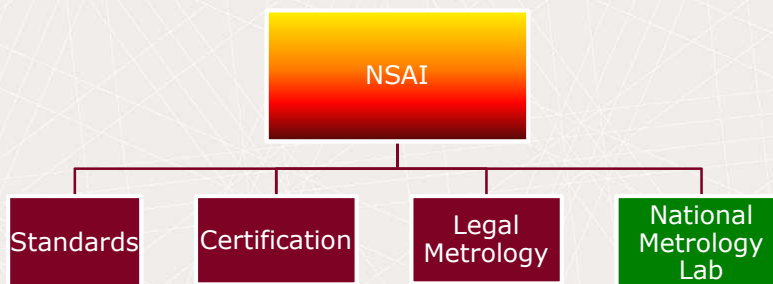 NSAI
Standards
Certification
Legal
Metrology
National
Metrology
Lab